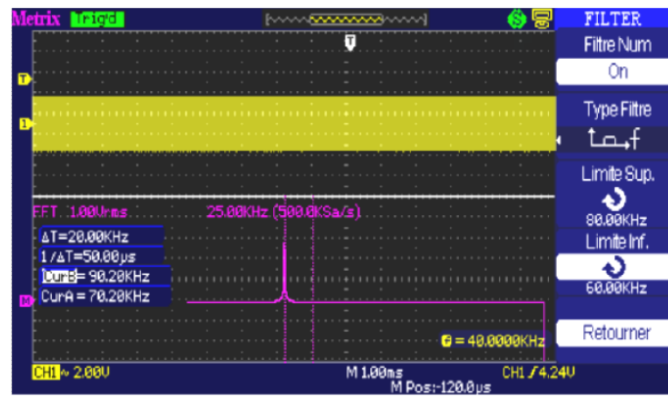 Metrix Trig'd FILTER
Filtre Num
On
Type Filtre
f
Limite Sup.
80.00KHz
Limite Inf.
60.00KHz
Retourner
T
T
1
FFT 1.00Vrms 25.00KHz (500.0KSa/s)
ΔT=20.00KHz
1/ΔT=50.00μs
CurB= 90.20KHz
CurA= 70.20KHz
M
f = 40.0000KHz
CH1 ~ 2.00V M 1.00ms CH1 / 4.24V
M Pos:-120.0μs